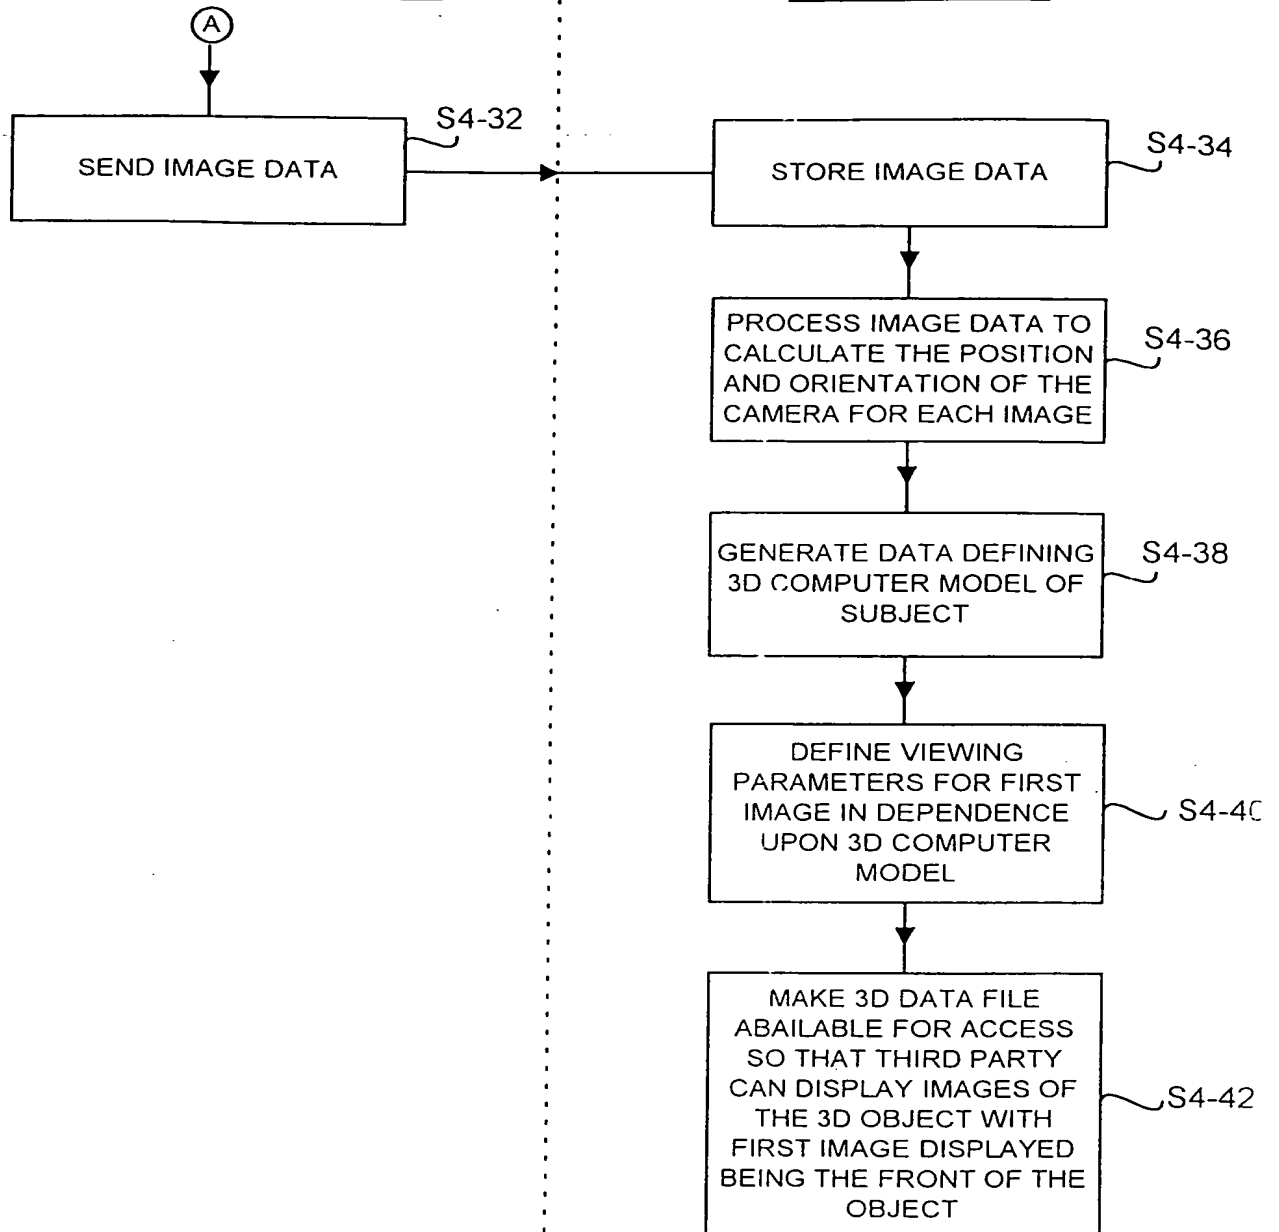 A
SEND IMAGE DATA
S4-32
STORE IMAGE DATA
S4-34
PROCESS IMAGE DATA TO
CALCULATE THE POSITION
AND ORIENTATION OF THE
CAMERA FOR EACH IMAGE
S4-36
GENERATE DATA DEFINING
3D COMPUTER MODEL OF
SUBJECT
S4-38
DEFINE VIEWING
PARAMETERS FOR FIRST
IMAGE IN DEPENDENCE
UPON 3D COMPUTER
MODEL
S4-40
MAKE 3D DATA FILE
ABAILABLE FOR ACCESS
SO THAT THIRD PARTY
CAN DISPLAY IMAGES OF
THE 3D OBJECT WITH
FIRST IMAGE DISPLAYED
BEING THE FRONT OF THE
OBJECT
S4-42